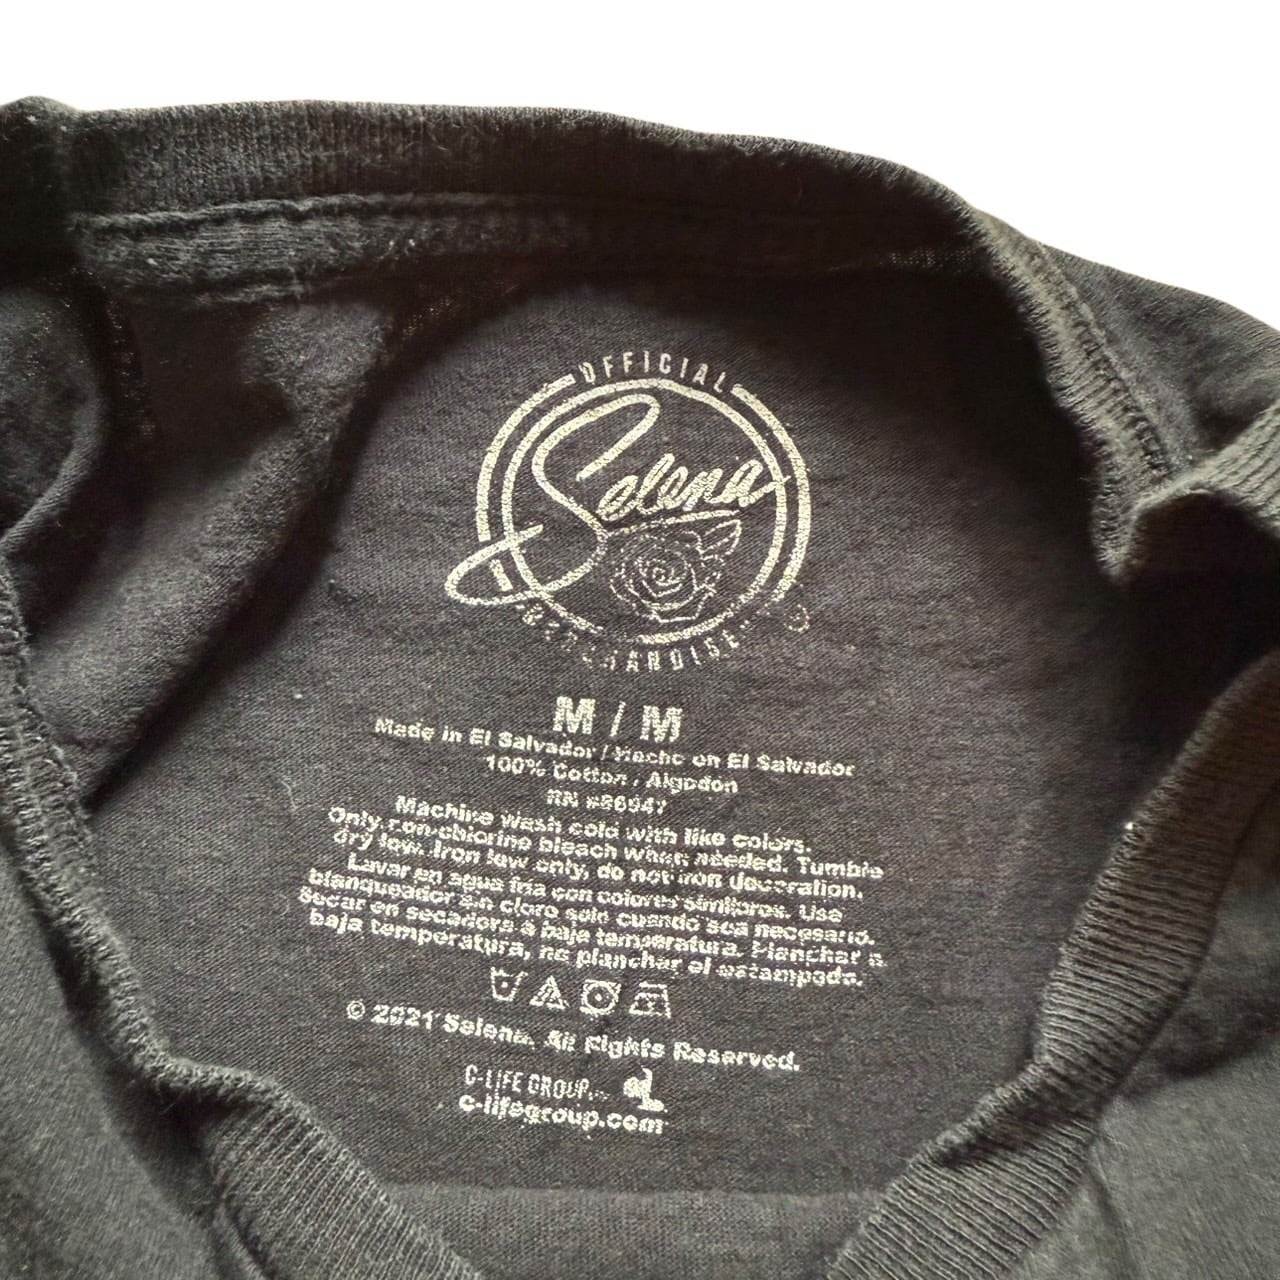 OFFICIAL
Selena
MERCHANDISE
M / M
Made in El Salvador / Hecho en El Salvador
100% Cotton / Algodon
RN #86947
Machine wash cold with like colors.
Only non-chlorine bleach when needed. Tumble
dry low. Iron low only, do not iron decoration.
Lavar en agua fria con colores similares. Use
blanqueador sin cloro solo cuando sea necesario.
Secar en secadora a baja temperatura. Planchar a
baja temperatura, no planchar el estampado.
© 2021 Selena. All Rights Reserved.
C-LIFE GROUP
c-lifegroup.com